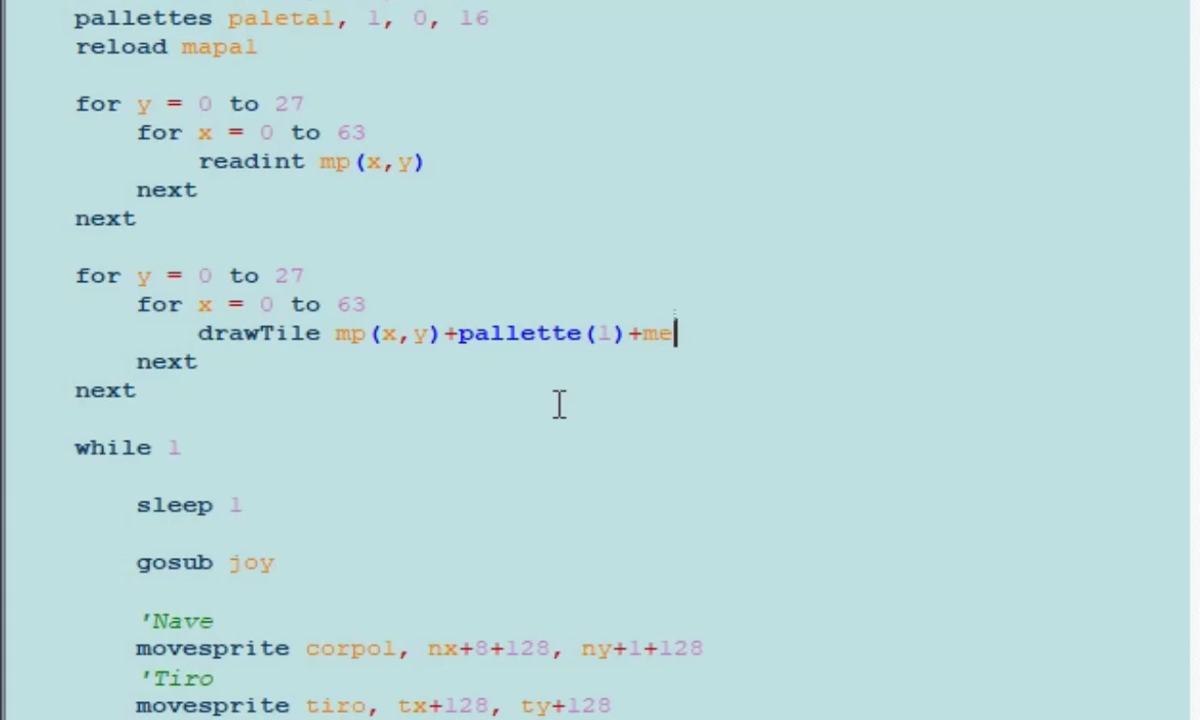 pallettes paleta1, 1, 0, 16
reload mapa1
for y = 0 to 27
for x = 0 to 63
readint mp(x,y)
next
next
for y = 0 to 27
for x = 0 to 63
drawTile mp(x,y)+pallette(1)+me
next
next
while 1
sleep 1
gosub joy
'Nave
movesprite corpo1, nx+8+128, ny+1+128
'Tiro
movesprite tiro, tx+128, ty+128